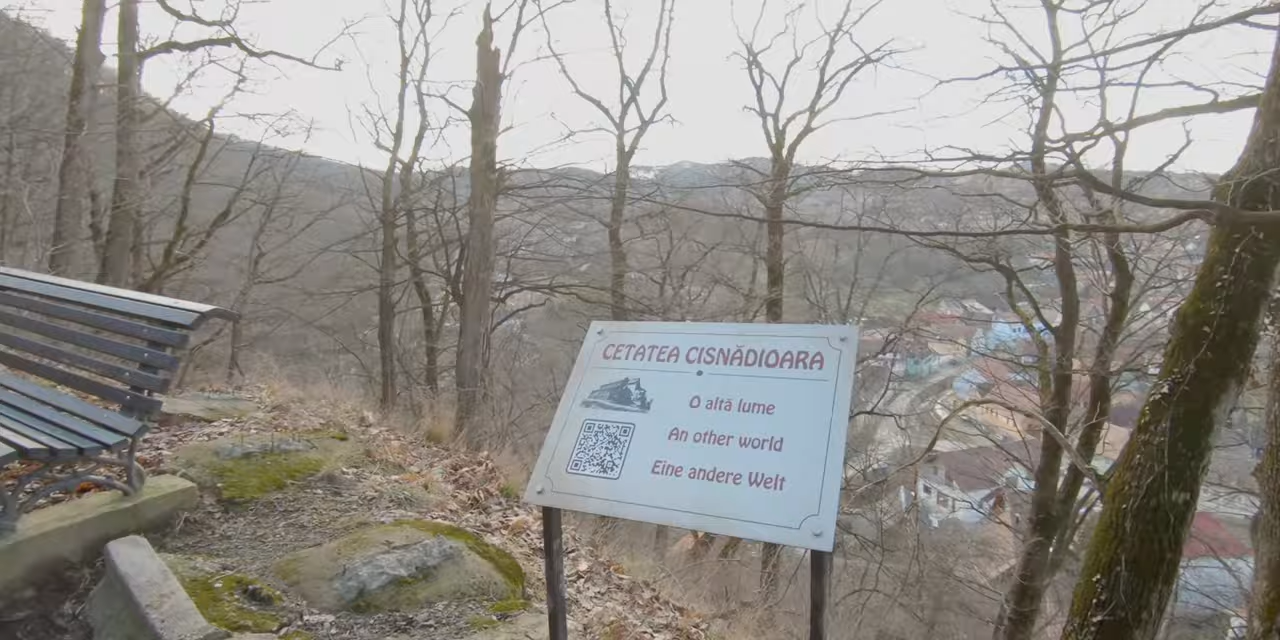 CETATEA CISNĂDIOARA
O altă lume
An other world
Eine andere Welt